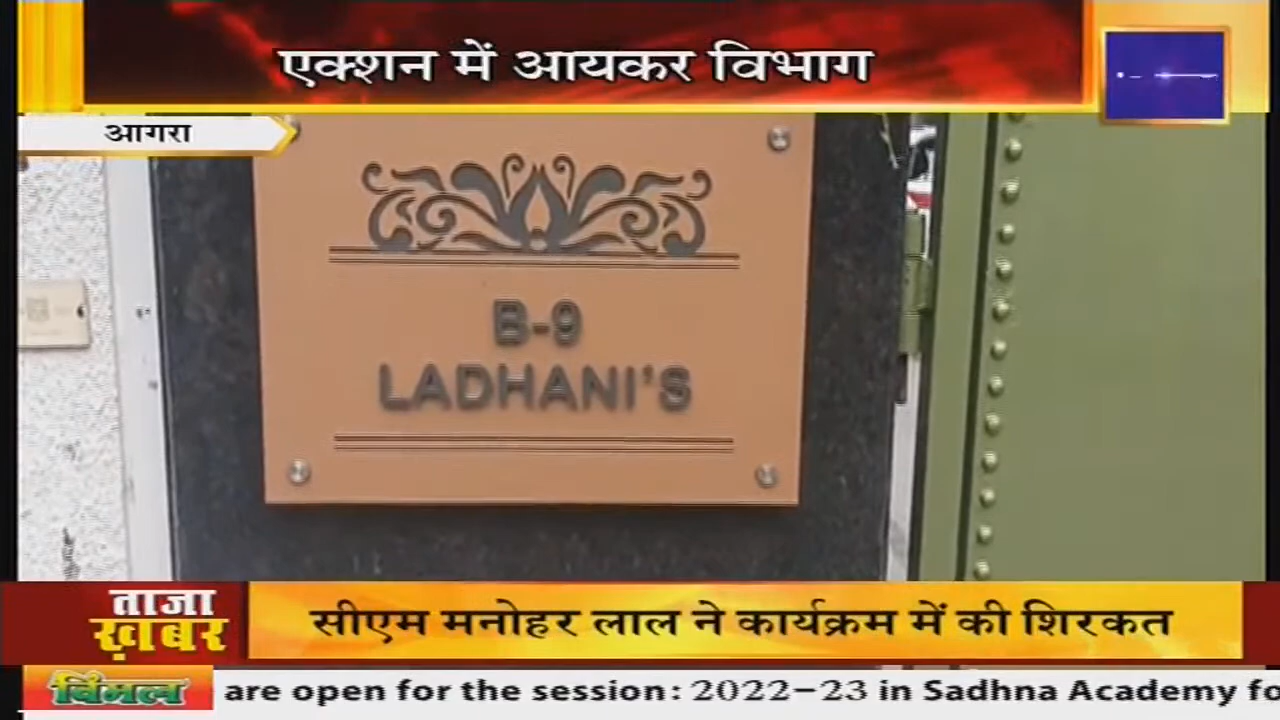 एक्शन में आयकर विभाग
आगरा
B-9
LADHANI'S
ताजा
ख़बर
सीएम मनोहर लाल ने कार्यक्रम में की शिरकत
विमल
are open for the session: 2022-23 in Sadhna Academy fo